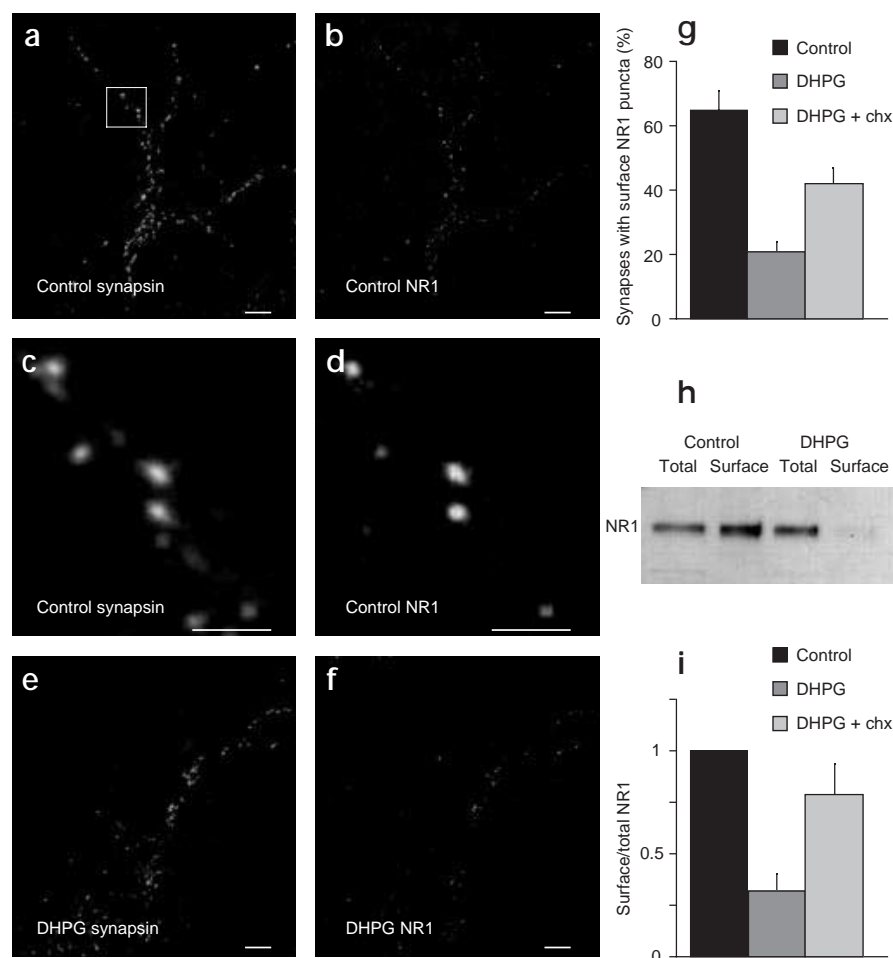 a
Control synapsin
b
Control NR1
c
Control synapsin
d
Control NR1
e
DHPG synapsin
f
DHPG NR1
g
Control
DHPG
DHPG + chx
Synapses with surface NR1 puncta (%)
80
60
40
20
0
h
Control DHPG
Total Surface Total Surface
NR1
i
Control
DHPG
DHPG + chx
Surface/total NR1
1
0.5
0